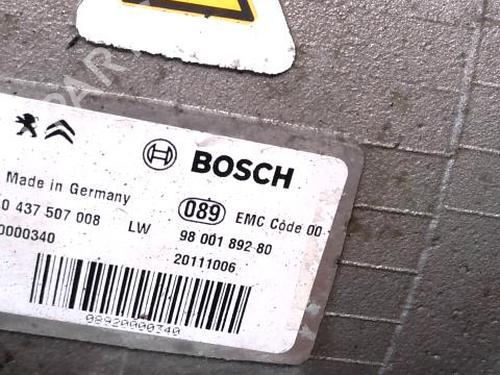 BOSCH
Made in Germany
089 EMC Code 00
0 437 507 008 LW 98 001 892 80
0000340
20111006
08920000340